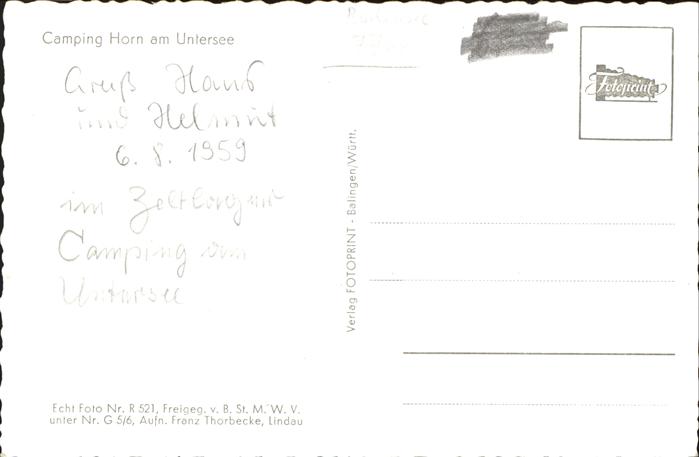 Camping Horn am Untersee
Gruß Hans
und Helmut
6. 8. 1959
im Zeltlager
Camping am
Untersee
Bodensee
Fotoprint
Verlag FOTOPRINT - Balingen/Württ.
Echt Foto Nr. R 521, Freigeg. v. B. St. M. W. V.
unter Nr. G 5/6, Aufn. Franz Thorbecke, Lindau